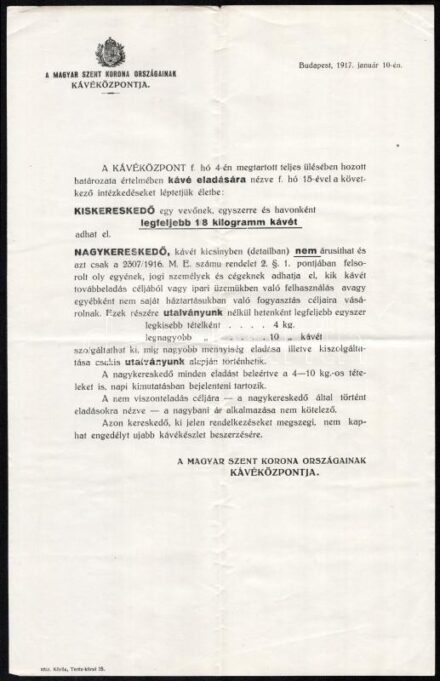 A MAGYAR SZENT KORONA ORSZÁGAINAK
KÁVÉKÖZPONTJA.
Budapest, 1917. január 10-én.
A KÁVÉKÖZPONT f. hó 4-én megtartott teljes ülésében hozott
határozata értelmében kávé eladására nézve f. hó 15-ével a követ-
kező intézkedéseket léptetjük életbe:
KISKERESKEDŐ egy vevőnek, egyszerre és havonként
legfeljebb 1/8 kilogramm kávét
adhat el.
NAGYKERESKEDŐ, kávét kicsinyben (detailban) nem árusithat és
azt csak a 2307/1916. M. E. számu rendelet 2. §. 1. pontjában felso-
rolt oly egyének, jogi személyek és cégeknek adhatja el, kik kávét
továbbeladás céljából vagy ipari üzemükben való felhasználás avagy
egyébként nem saját háztartásukban való fogyasztás céljaira vásá-
rolnak. Ezek részére utalványunk nélkül hetenként legfeljebb egyszer
legkisebb tételként . . . . 4 kg.
legnagyobb „ . . . . 10 „ kávét
szolgáltathat ki, mig nagyobb mennyiség eladása illetve kiszolgálta-
tása csakis utalványunk alapján történhetik.
A nagykereskedő minden eladást beleértve a 4—10 kg.-os téte-
leket is, napi kimutatásban bejelenteni tartozik.
A nem viszonteladás céljára — a nagykereskedő által történt
eladásokra nézve — a nagybani ár alkalmazása nem kötelező.
Azon kereskedő, ki jelen rendelkezéseket megszegi, nem kap-
hat engedélyt ujabb kávékészlet beszerzésére.
A MAGYAR SZENT KORONA ORSZÁGAINAK
KÁVÉKÖZPONTJA.
Teréz-körut